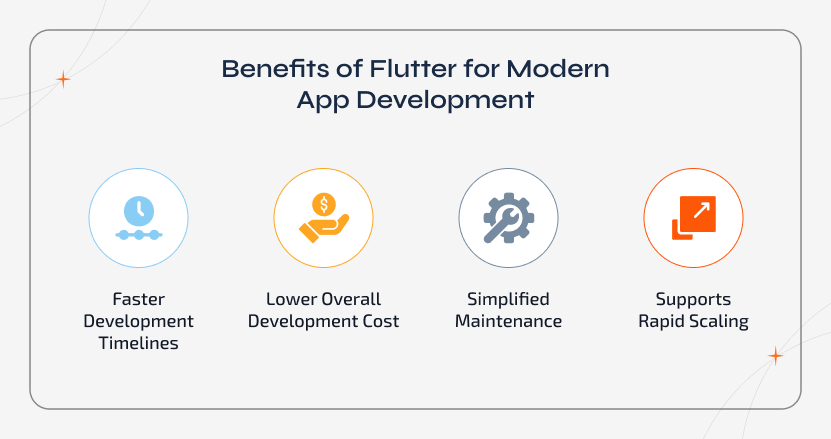 Benefits of Flutter for Modern
App Development
Faster
Development
Timelines
Lower Overall
Development Cost
Simplified
Maintenance
Supports
Rapid Scaling
$